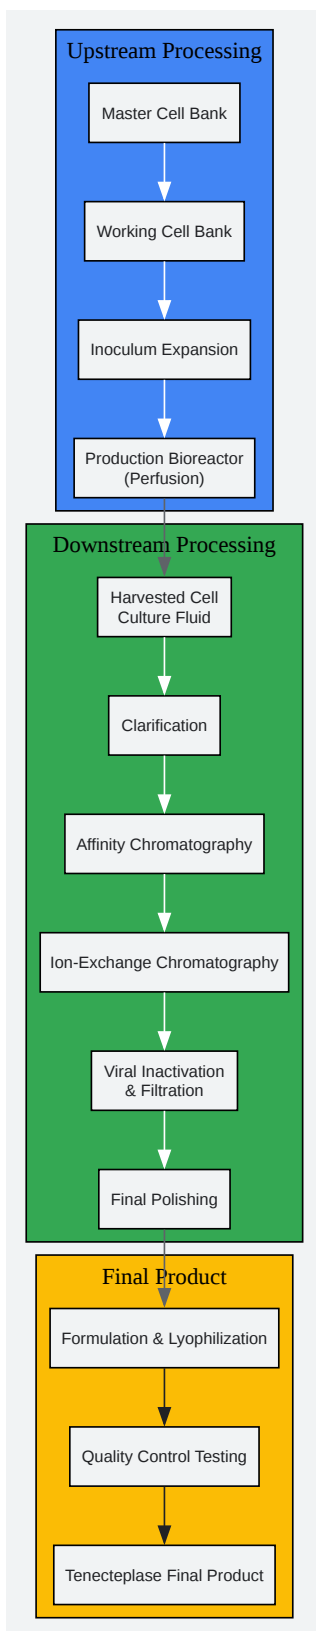 Upstream Processing
Master Cell Bank
Working Cell Bank
Inoculum Expansion
Production Bioreactor
(Perfusion)
Downstream Processing
Harvested Cell
Culture Fluid
Clarification
Affinity Chromatography
Ion-Exchange Chromatography
Viral Inactivation
& Filtration
Final Polishing
Final Product
Formulation & Lyophilization
Quality Control Testing
Tenecteplase Final Product